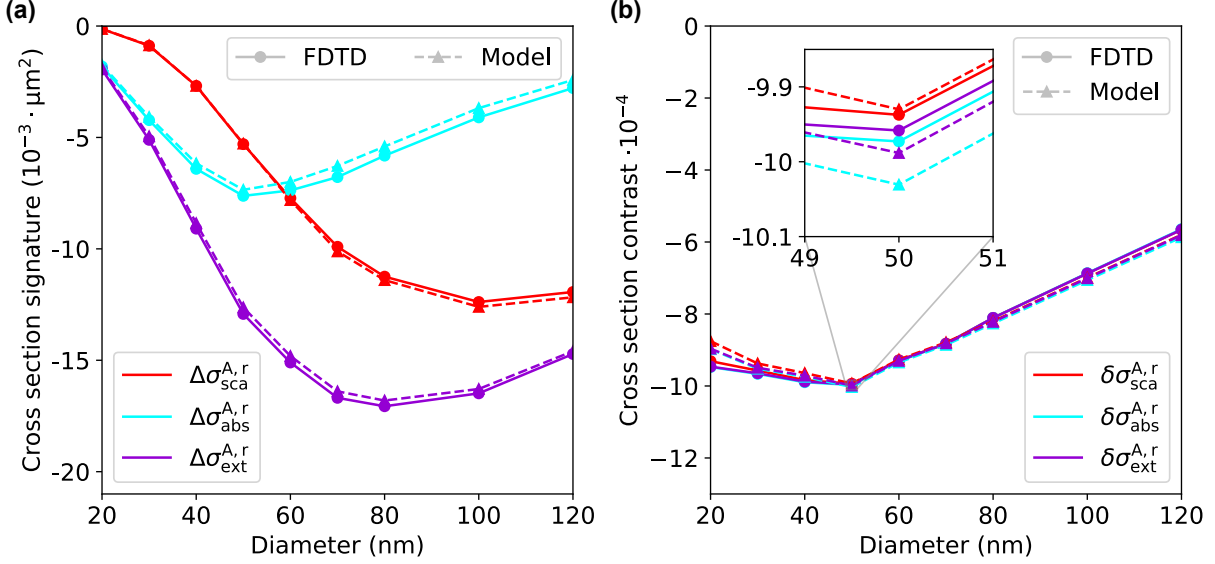 (a)
Cross section signature (10⁻³ · μm²)
0
-5
-10
-15
-20
FDTD
Model
Δσ^{A, r}_{sca}
Δσ^{A, r}_{abs}
Δσ^{A, r}_{ext}
20 40 60 80 100 120
Diameter (nm)
(b)
Cross section contrast ·10⁻⁴
0
−2
−4
−6
−8
−10
−12
-9.9
-10
-10.1
49 50 51
FDTD
Model
δσ^{A, r}_{sca}
δσ^{A, r}_{abs}
δσ^{A, r}_{ext}
20 40 60 80 100 120
Diameter (nm)